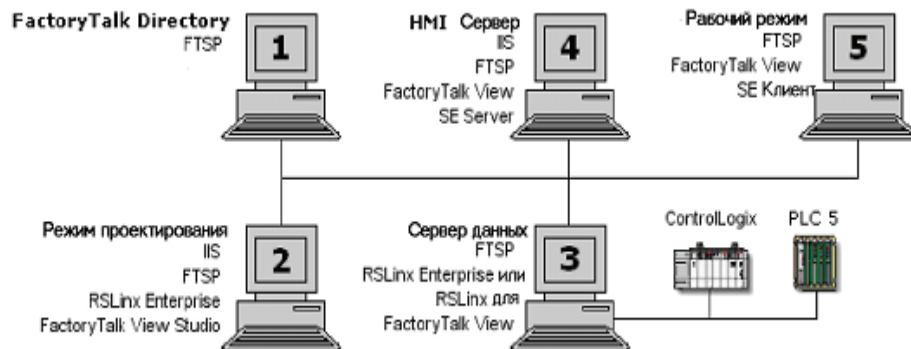 FactoryTalk Directory
FTSP
1
HMI Сервер
IIS
FTSP
FactoryTalk View
SE Server
4
Рабочий режим
FTSP
FactoryTalk View
SE Клиент
5
Режим проектирования
IIS
FTSP
RSLinx Enterprise
FactoryTalk View Studio
2
Сервер данных
FTSP
RSLinx Enterprise или
RSLinx для
FactoryTalk View
3
ControlLogix
PLC 5